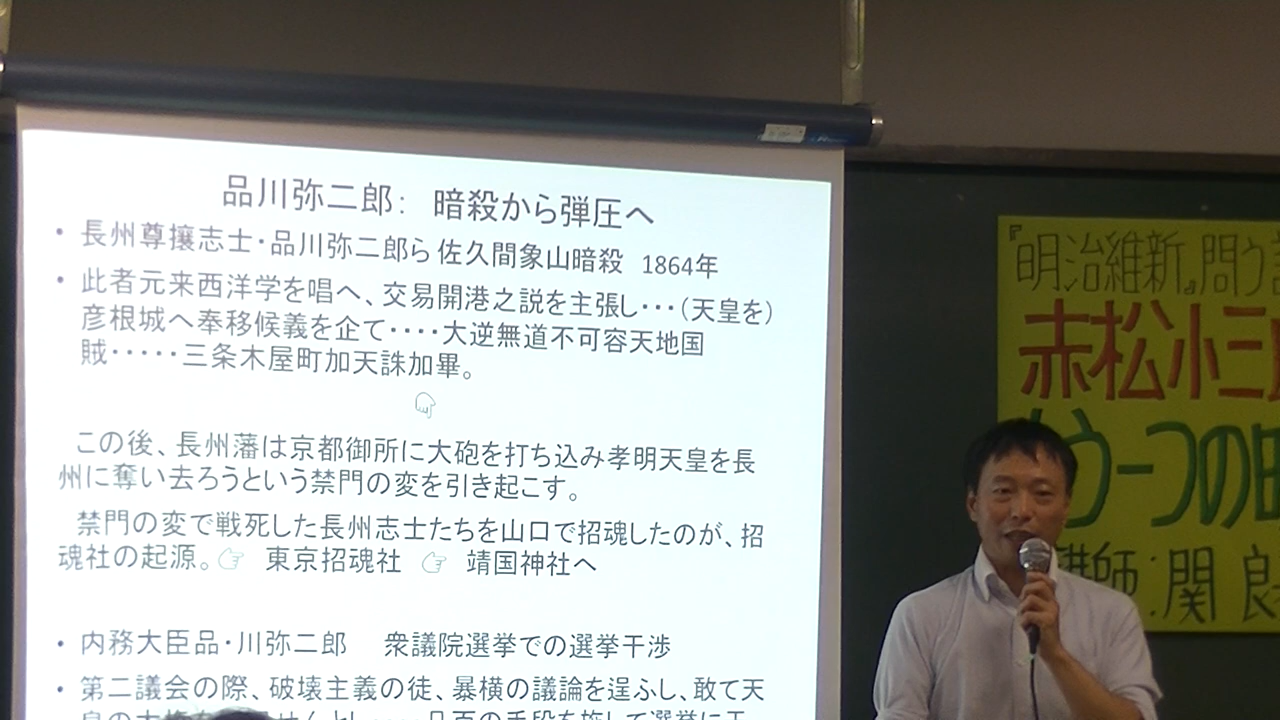 品川弥二郎： 暗殺から弾圧へ
・長州尊攘志士・品川弥二郎ら 佐久間象山暗殺 1864年
・此者元来西洋学を唱へ、交易開港之説を主張し・・・（天皇を）
彦根城へ奉移候義を企て・・・・大逆無道不可容天地国
賊・・・・・三条木屋町加天誅加畢。
この後、長州藩は京都御所に大砲を打ち込み孝明天皇を長
州に奪い去ろうという禁門の変を引き起こす。
禁門の変で戦死した長州志士たちを山口で招魂したのが、招
魂社の起源。☞ 東京招魂社 ☞ 靖国神社へ
・内務大臣品・川弥二郎 衆議院選挙での選挙干渉
・第二議会の際、破壊主義の徒、暴横の議論を逞ふし、敢て天
『明治維新』問う
赤松小三
う一つの
講師：関 良